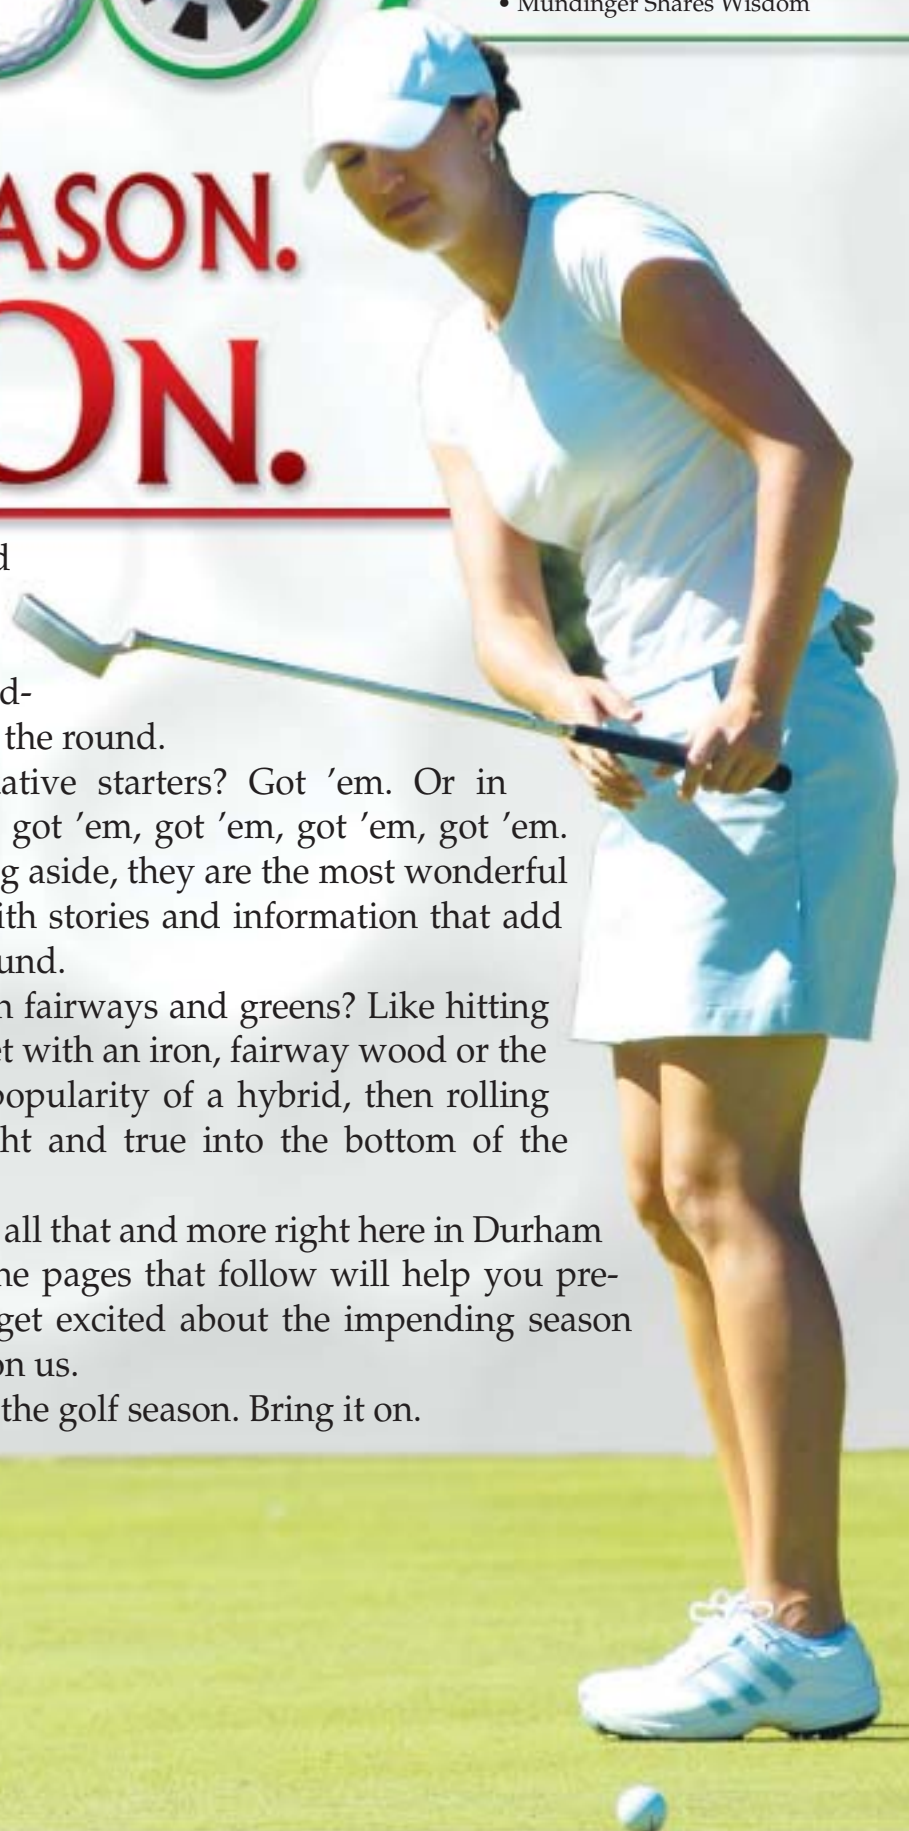 • Mundinger Shares Wisdom
ASON.
ON.
d
d-
the round.
ative starters? Got ’em. Or in
got ’em, got ’em, got ’em, got ’em.
g aside, they are the most wonderful
ith stories and information that add
und.
n fairways and greens? Like hitting
et with an iron, fairway wood or the
popularity of a hybrid, then rolling
ht and true into the bottom of the
all that and more right here in Durham
he pages that follow will help you pre-
get excited about the impending season
on us.
the golf season. Bring it on.